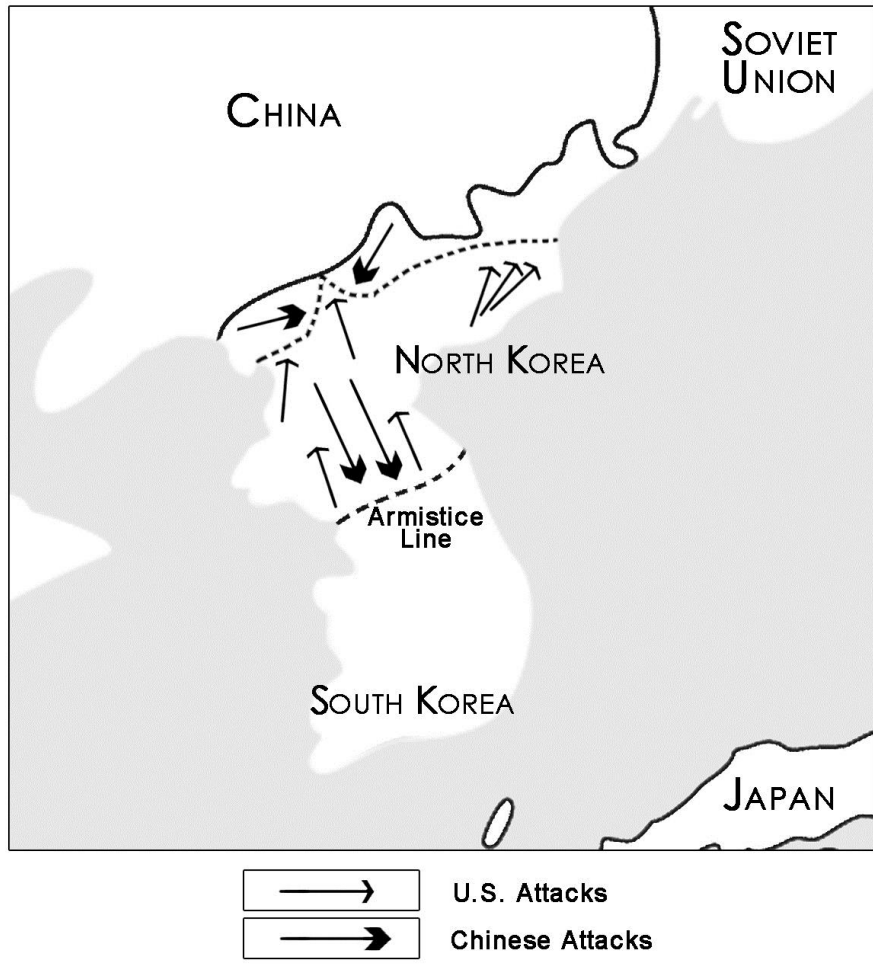 SOVIET
UNION
CHINA
NORTH KOREA
Armistice
Line
SOUTH KOREA
JAPAN
U.S. Attacks
Chinese Attacks